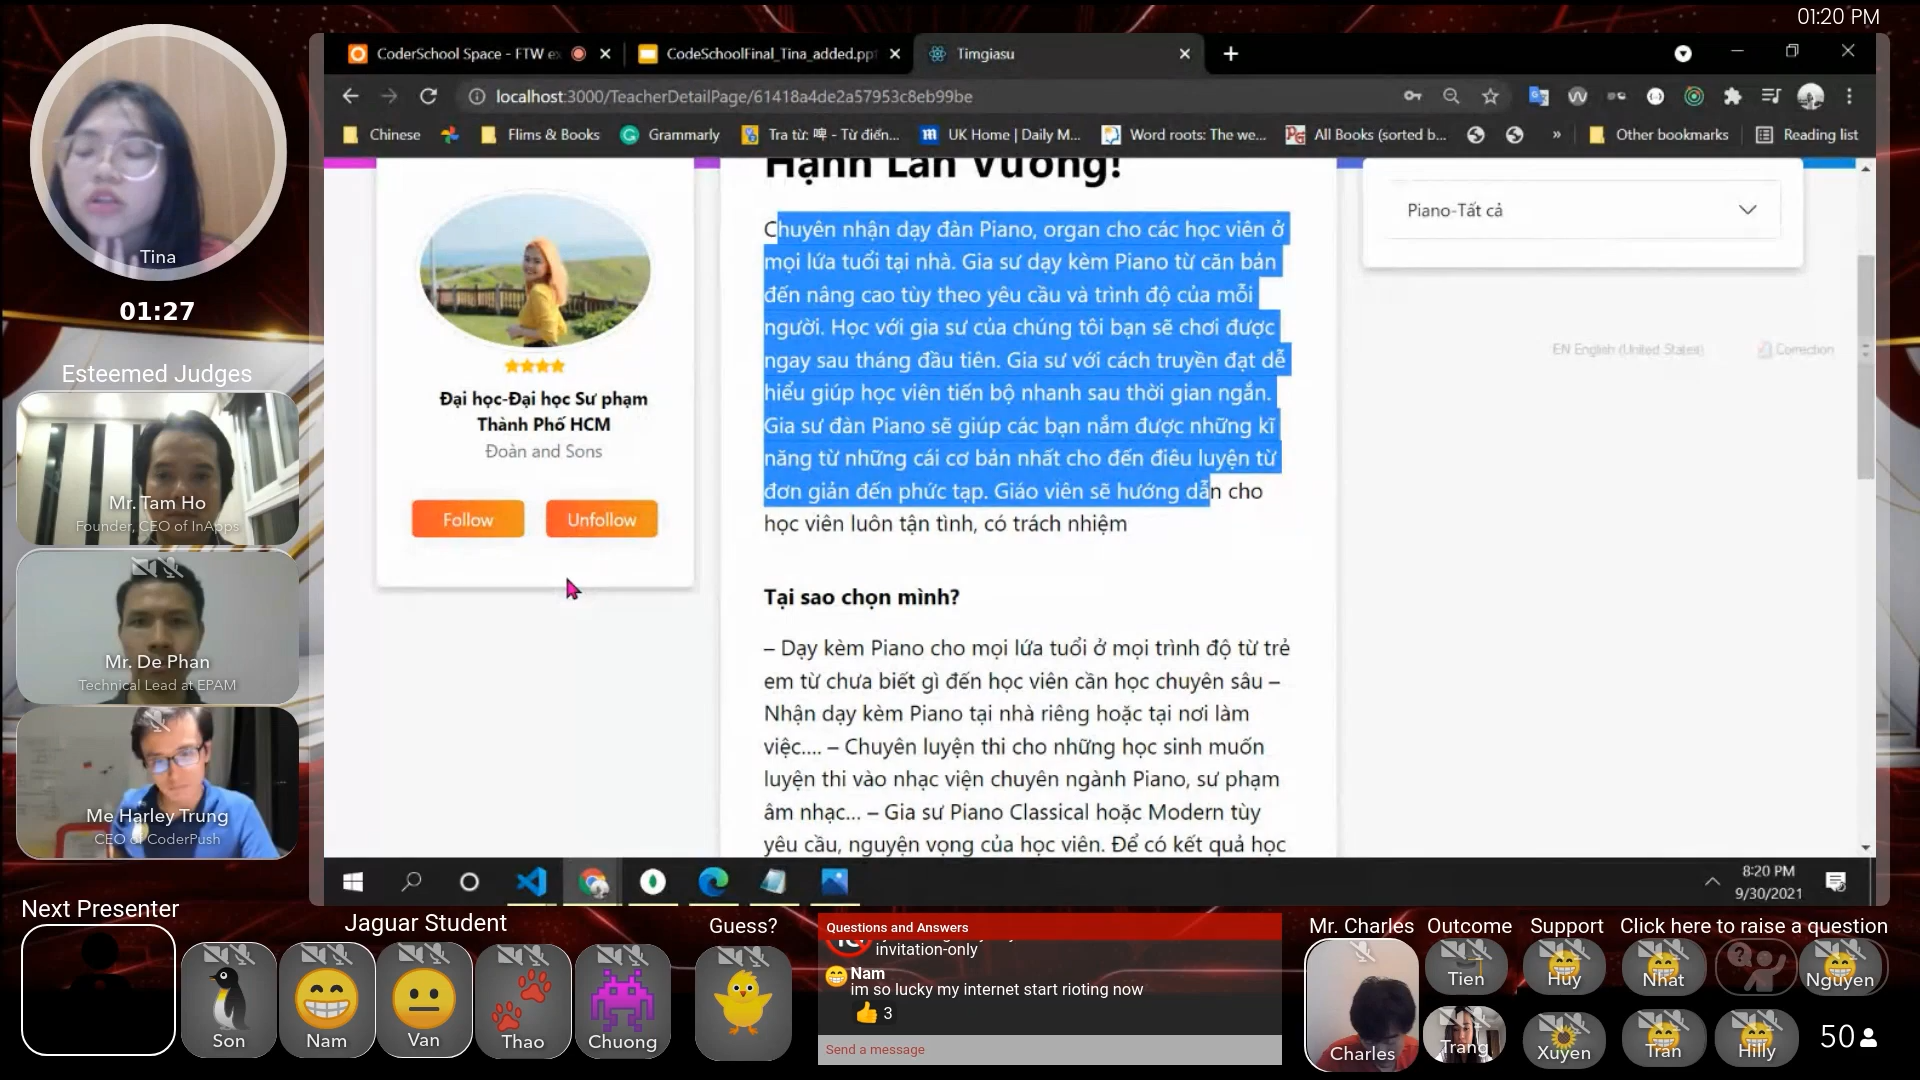 01:20 PM
CoderSchool Space - FTW e
CodeSchoolFinal_Tina_added.pp
Timgiasu
localhost:3000/TeacherDetailPage/61418a4de2a57953c8eb99be
Chinese
Flims & Books
Grammarly
Tra từ: 啤 - Từ điển...
UK Home | Daily M...
Word roots: The we...
All Books (sorted b...
»
Other bookmarks
Reading list
Tina
01:27
Esteemed Judges
Mr. Tam Ho
Founder, CEO of InApps
Mr. De Phan
Technical Lead at EPAM
Me Harley Trung
CEO of CoderPush
Đại học-Đại học Sư phạm
Thành Phố HCM
Đoàn and Sons
Follow
Unfollow
Hạnh Lan Vương!
Chuyên nhận dạy đàn Piano, organ cho các học viên ở
mọi lứa tuổi tại nhà. Gia sư dạy kèm Piano từ căn bản
đến nâng cao tùy theo yêu cầu và trình độ của mỗi
người. Học với gia sư của chúng tôi bạn sẽ chơi được
ngay sau tháng đầu tiên. Gia sư với cách truyền đạt dễ
hiểu giúp học viên tiến bộ nhanh sau thời gian ngắn.
Gia sư đàn Piano sẽ giúp các bạn nắm được những kĩ
năng từ những cái cơ bản nhất cho đến điêu luyện từ
đơn giản đến phức tạp. Giáo viên sẽ hướng dẫn cho
học viên luôn tận tình, có trách nhiệm
Tại sao chọn mình?
– Dạy kèm Piano cho mọi lứa tuổi ở mọi trình độ từ trẻ
em từ chưa biết gì đến học viên cần học chuyên sâu –
Nhận dạy kèm Piano tại nhà riêng hoặc tại nơi làm
việc.... – Chuyên luyện thi cho những học sinh muốn
luyện thi vào nhạc viện chuyên ngành Piano, sư phạm
âm nhạc... – Gia sư Piano Classical hoặc Modern tùy
yêu cầu, nguyện vọng của học viên. Để có kết quả học
Piano-Tất cả
EN English (United States)
Correction
8:20 PM
9/30/2021
Next Presenter
Jaguar Student
Son
Nam
Van
Thao
Chuong
Guess?
Questions and Answers
invitation-only
Nam
im so lucky my internet start rioting now
3
Send a message
Mr. Charles
Outcome
Support
Click here to raise a question
Charles
Tien
Trang
Huy
Xuyen
Nhat
Nguyen
Tran
Hilly
50